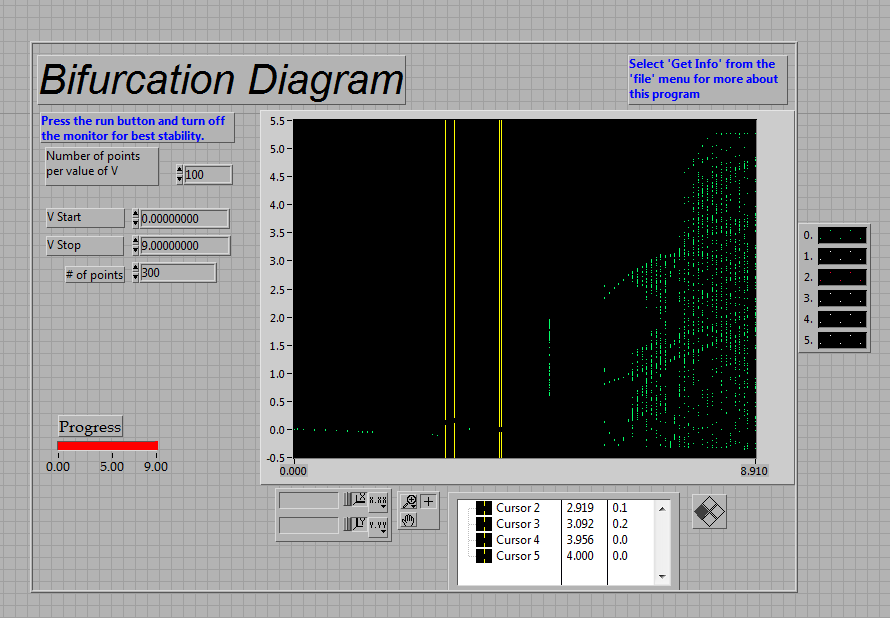 Bifurcation Diagram
Select 'Get Info' from the
'file' menu for more about
this program
Press the run button and turn off
the monitor for best stability.
Number of points
per value of V
100
V Start
0.00000000
V Stop
9.00000000
# of points
300
5.5
5.0
4.5
4.0
3.5
3.0
2.5
2.0
1.5
1.0
0.5
0.0
-0.5
0.000
8.910
0.
1.
2.
3.
4.
5.
Progress
0.00 5.00 9.00
X.XX
Y.YY
Cursor 2 2.919 0.1
Cursor 3 3.092 0.2
Cursor 4 3.956 0.0
Cursor 5 4.000 0.0